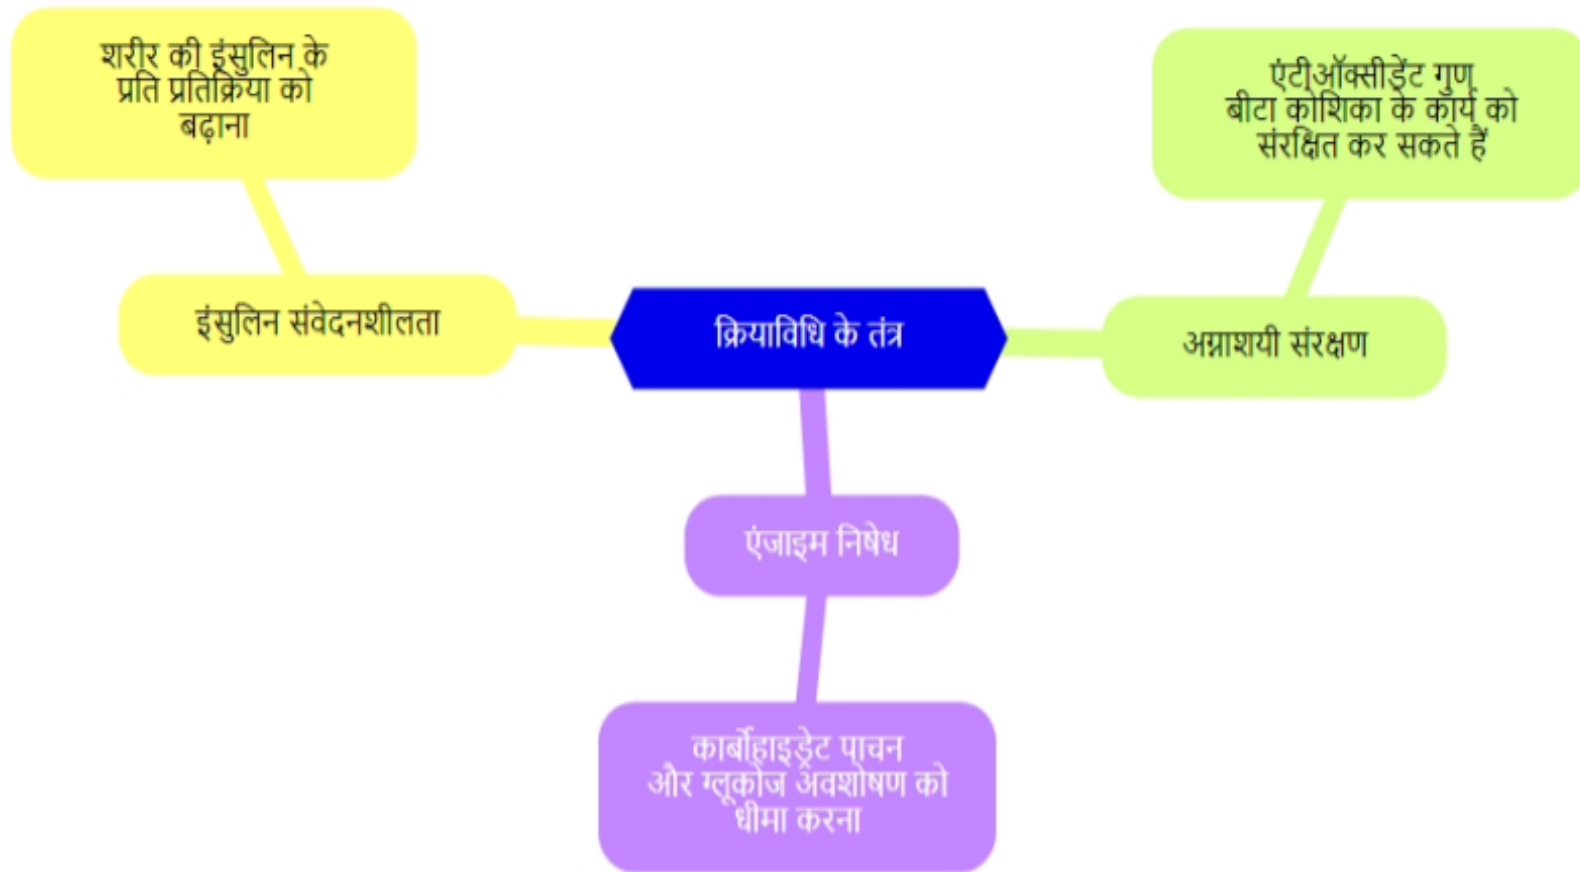 शरीर की इंसुलिन के
प्रति प्रतिक्रिया को
बढ़ाना
एंटीऑक्सीडेंट गुण
बीटा कोशिका के कार्य को
संरक्षित कर सकते हैं
इंसुलिन संवेदनशीलता
क्रियाविधि के तंत्र
अग्नाशयी संरक्षण
एंजाइम निषेध
कार्बोहाइड्रेट पाचन
और ग्लूकोज अवशोषण को
धीमा करना